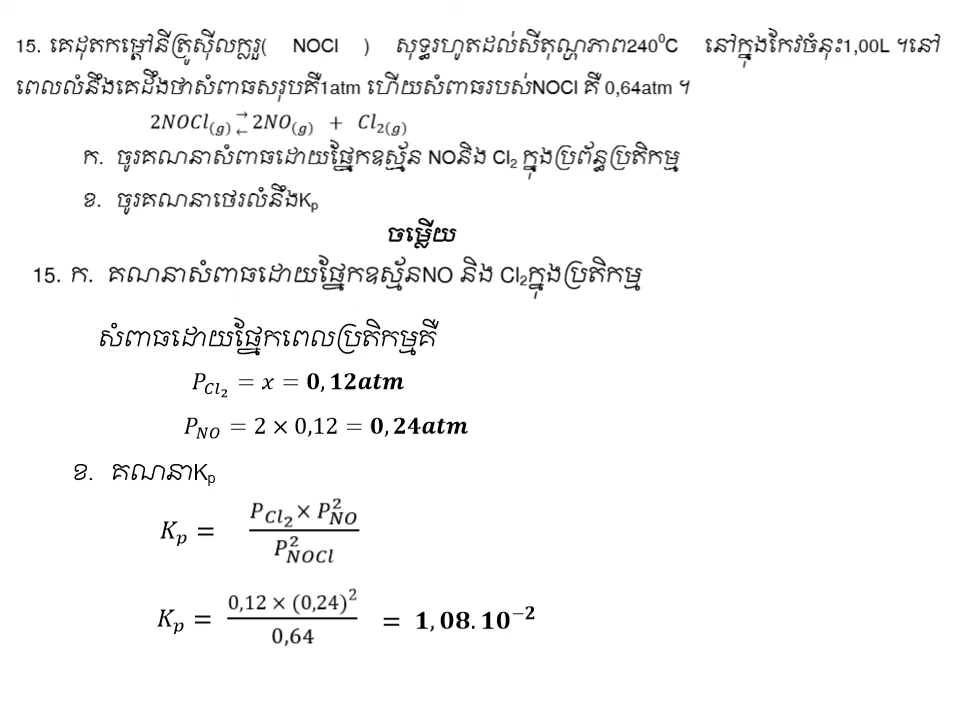 15. គេដុតកម្តៅនីត្រូស៊ីលក្លរួ( NOCl ) សុទ្ធរហូតដល់សីតុណ្ហភាព240⁰C នៅក្នុងកែវចំនុះ1,00L ។នៅ
ពេលលំនឹងគេដឹងថាសំពាធសរុបគឺ1atm ហើយសំពាធរបស់NOCl គឺ 0,64atm ។
2NOCl₍g₎ ⇄ 2NO₍g₎ + Cl₂₍g₎
ក. ចូរគណនាសំពាធដោយផ្នែកឧស្ម័ន NOនិង Cl₂ ក្នុងប្រព័ន្ធប្រតិកម្ម
ខ. ចូរគណនាថេរលំនឹងKₚ
ចម្លើយ
15. ក. គណនាសំពាធដោយផ្នែកឧស្ម័នNO និង Cl₂ក្នុងប្រតិកម្ម
សំពាធដោយផ្នែកពេលប្រតិកម្មគឺ
P_Cl₂ = x = 0,12atm
P_NO = 2 × 0,12 = 0,24atm
ខ. គណនាKₚ
Kₚ = (P_Cl₂ × P²_NO) / P²_NOCl
Kₚ = (0,12 × (0,24)²) / 0,64 = 1,08.10⁻²